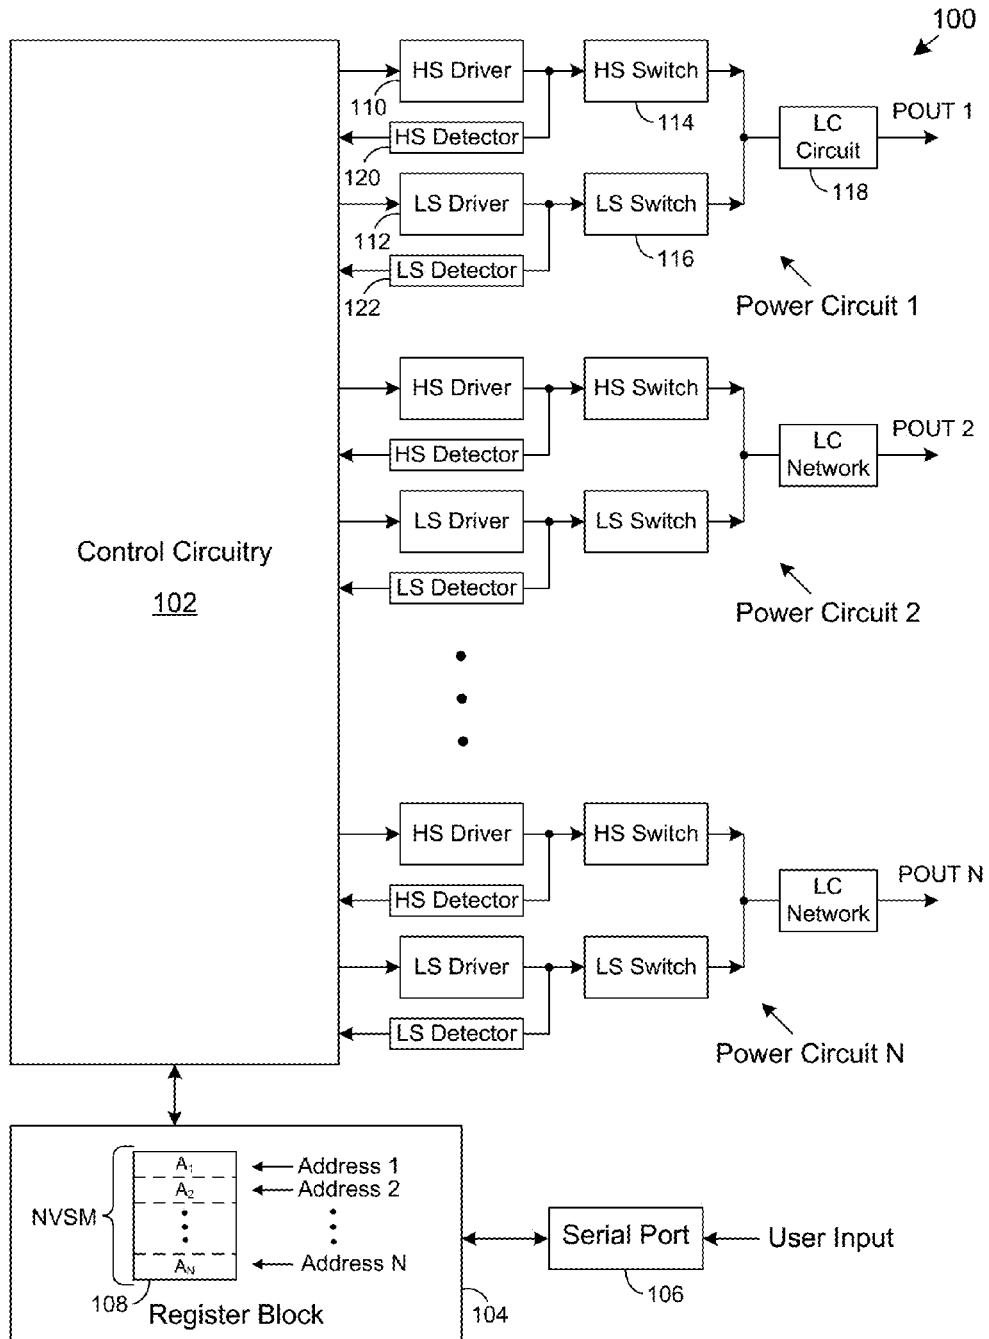 100
HS Driver
HS Switch
110
114
POUT 1
LC
Circuit
118
HS Detector
120
LS Driver
LS Switch
112
116
LS Detector
122
Power Circuit 1
HS Driver
HS Switch
POUT 2
LC
Network
HS Detector
LS Driver
LS Switch
LS Detector
Power Circuit 2
Control Circuitry
102
HS Driver
HS Switch
POUT N
LC
Network
HS Detector
LS Driver
LS Switch
LS Detector
Power Circuit N
NVSM
A1
Address 1
A2
Address 2
AN
Address N
108
Register Block
104
Serial Port
106
User Input